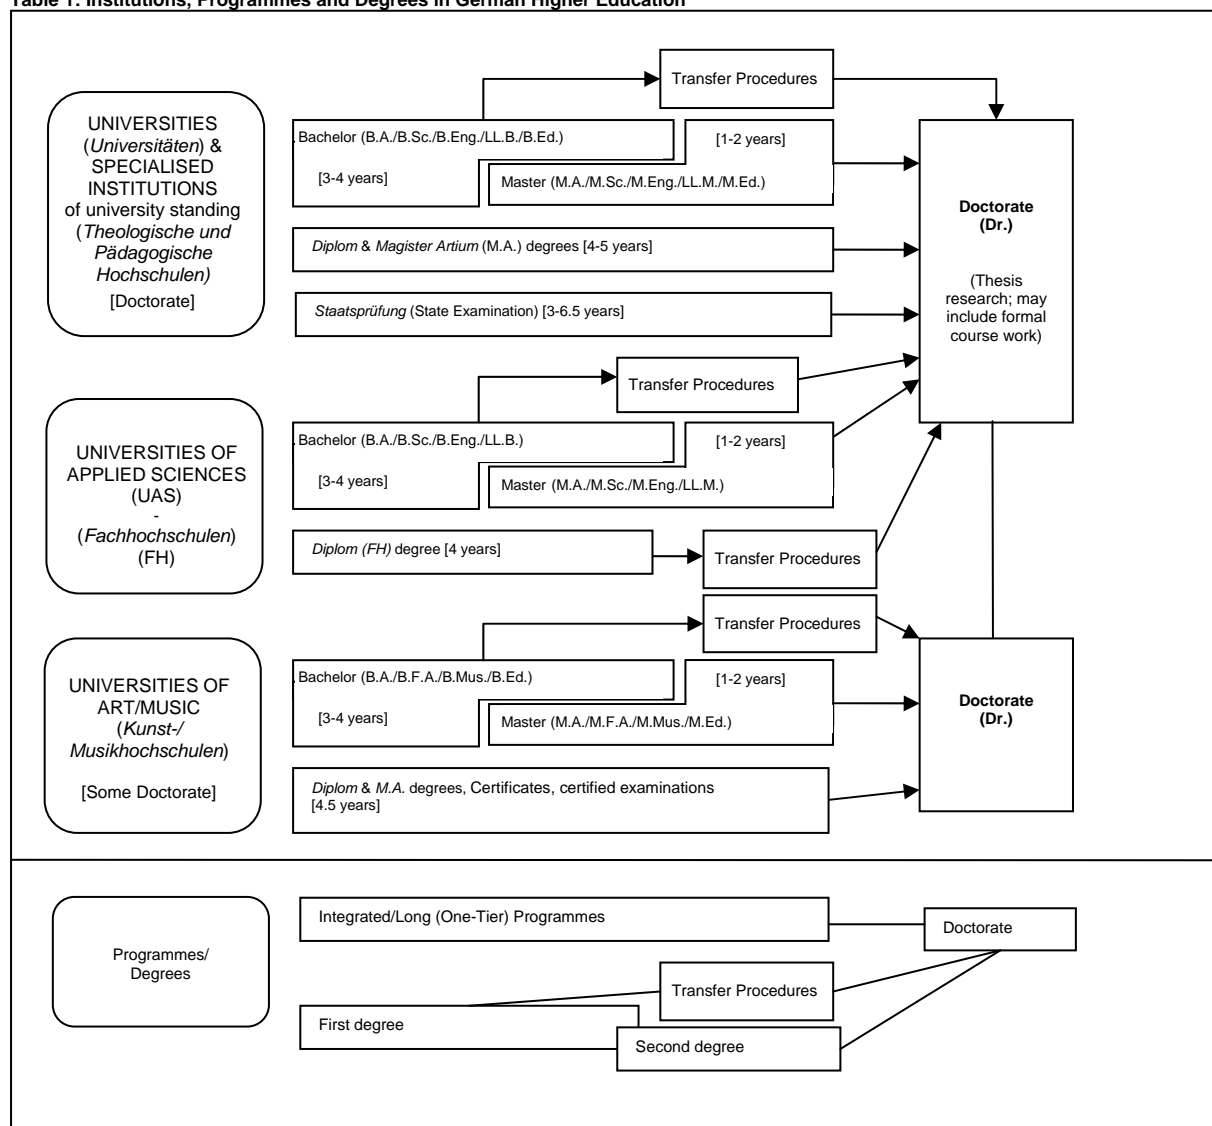 Table 1: Institutions, Programmes and Degrees in German Higher Education
UNIVERSITIES
(Universitäten) &
SPECIALISED
INSTITUTIONS
of university standing
(Theologische und
Pädagogische
Hochschulen)
[Doctorate]
Transfer Procedures
Bachelor (B.A./B.Sc./B.Eng./LL.B./B.Ed.)
[3-4 years]
[1-2 years]
Master (M.A./M.Sc./M.Eng./LL.M./M.Ed.)
Diplom & Magister Artium (M.A.) degrees [4-5 years]
Staatsprüfung (State Examination) [3-6.5 years]
Doctorate
(Dr.)
(Thesis
research; may
include formal
course work)
UNIVERSITIES OF
APPLIED SCIENCES
(UAS)
-
(Fachhochschulen)
(FH)
Transfer Procedures
Bachelor (B.A./B.Sc./B.Eng./LL.B.)
[3-4 years]
[1-2 years]
Master (M.A./M.Sc./M.Eng./LL.M.)
Diplom (FH) degree [4 years]
Transfer Procedures
UNIVERSITIES OF
ART/MUSIC
(Kunst-/
Musikhochschulen)
[Some Doctorate]
Transfer Procedures
Bachelor (B.A./B.F.A./B.Mus./B.Ed.)
[3-4 years]
[1-2 years]
Master (M.A./M.F.A./M.Mus./M.Ed.)
Diplom & M.A. degrees, Certificates, certified examinations
[4.5 years]
Doctorate
(Dr.)
Programmes/
Degrees
Integrated/Long (One-Tier) Programmes
Doctorate
Transfer Procedures
First degree
Second degree